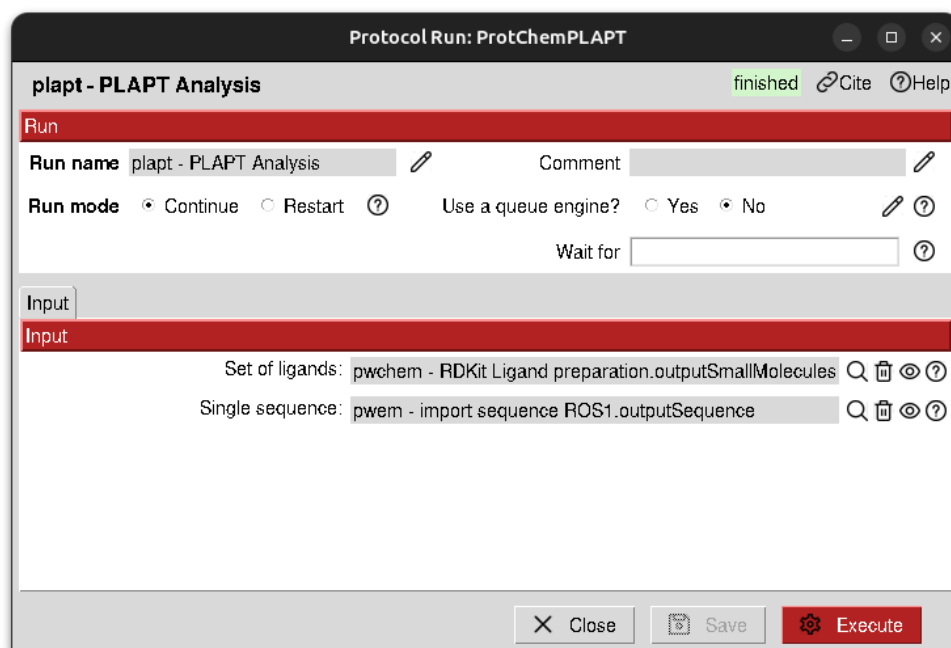 Protocol Run: ProtChemPLAPT
plapt - PLAPT Analysis finished Cite Help
Run
Run name plapt - PLAPT Analysis Comment
Run mode Continue Restart Use a queue engine? Yes No
Wait for
Input
Input
Set of ligands: pwchem - RDKit Ligand preparation.outputSmallMolecules
Single sequence: pwem - import sequence ROS1.outputSequence
Close Save Execute